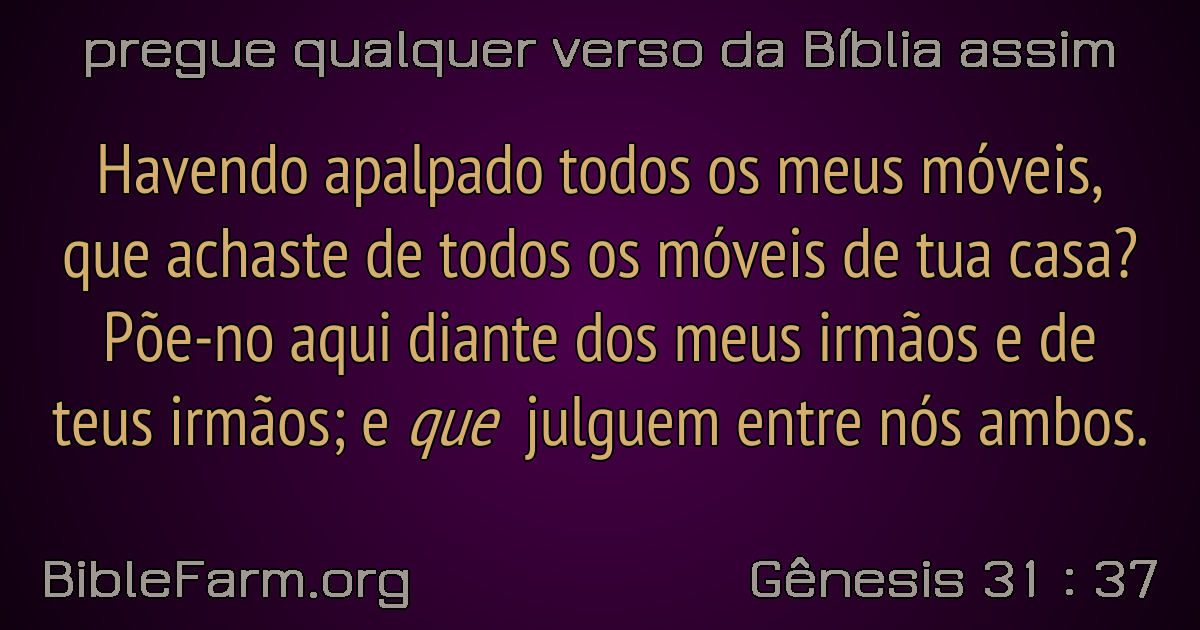 pregue qualquer verso da Bíblia assim
Havendo apalpado todos os meus móveis,
que achaste de todos os móveis de tua casa?
Põe-no aqui diante dos meus irmãos e de
teus irmãos; e que julguem entre nós ambos.
BibleFarm.org
Gênesis 31 : 37